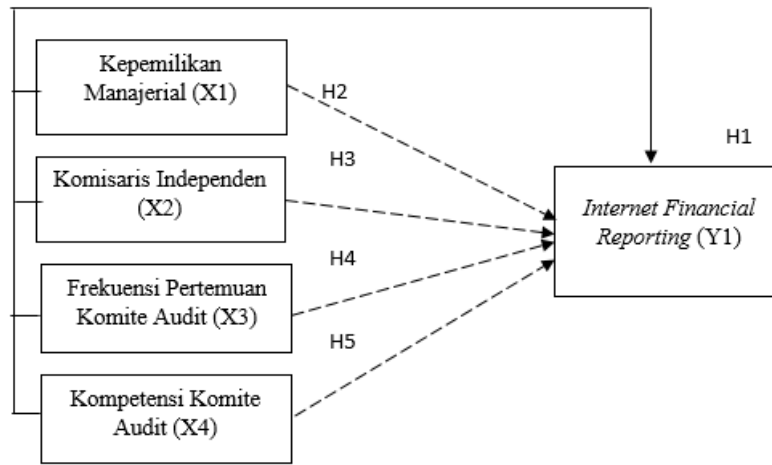 Kepemilikan
Manajerial (X1)
H2
H1
H3
Komisaris Independen
(X2)
Internet Financial
Reporting (Y1)
H4
Frekuensi Pertemuan
Komite Audit (X3)
H5
Kompetensi Komite
Audit (X4)